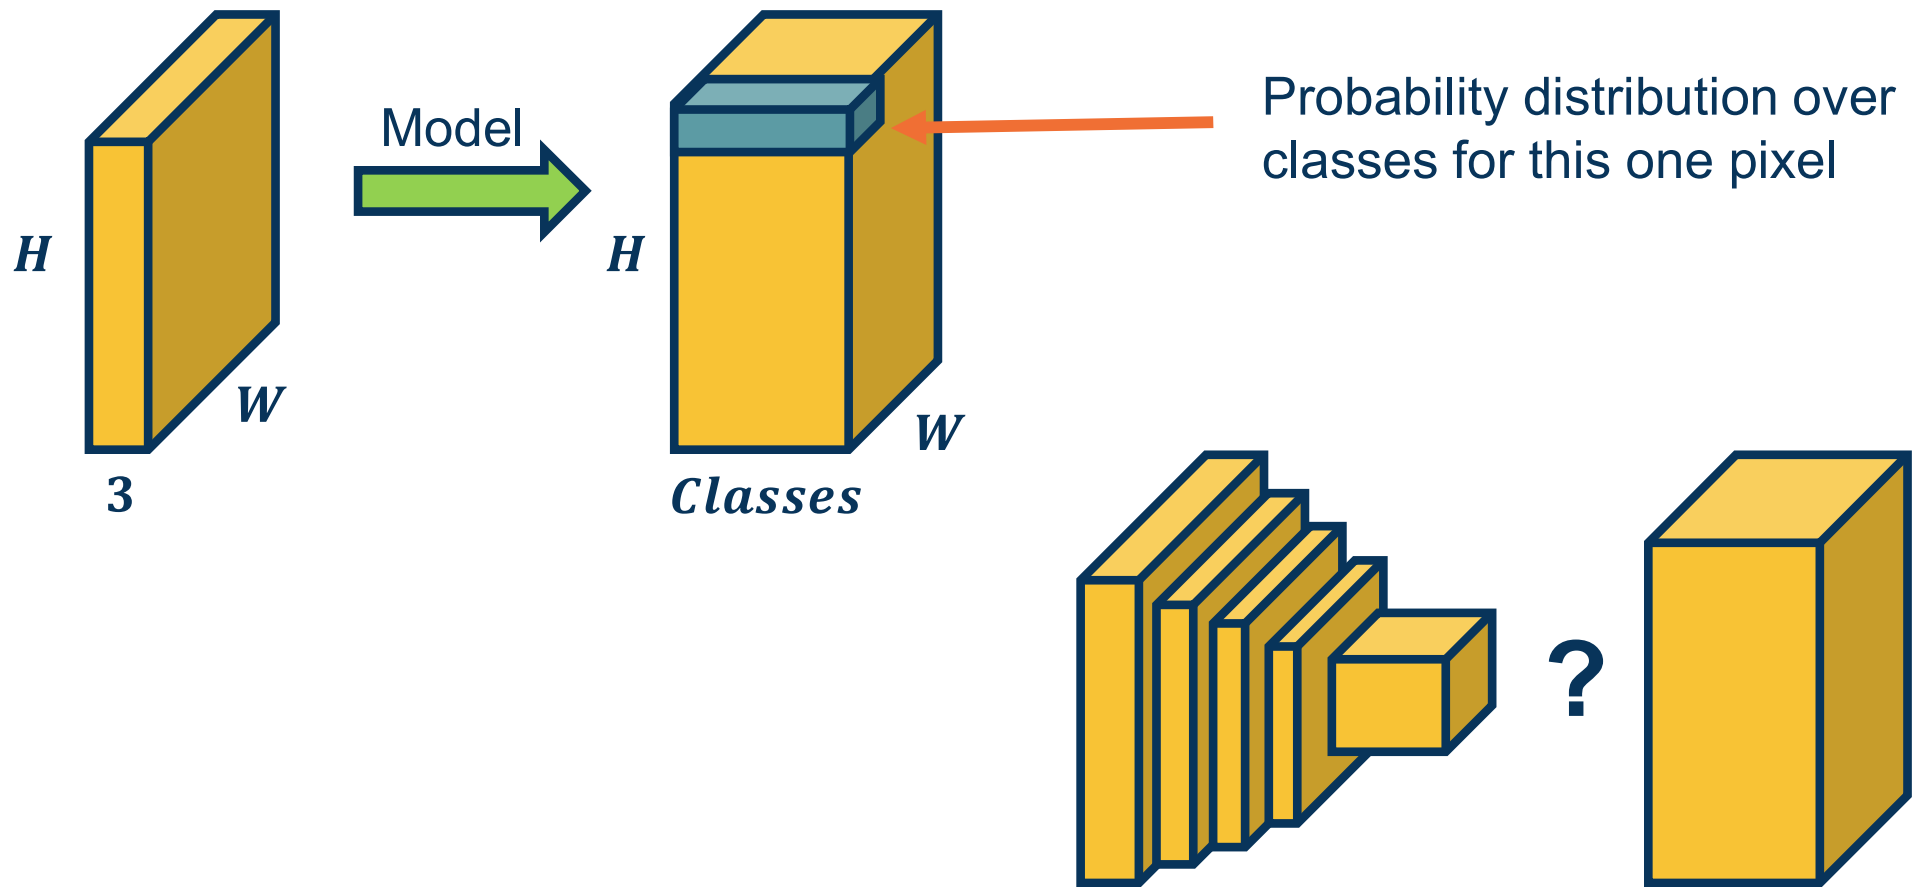 Model
Probability distribution over
classes for this one pixel
H
H
W
W
3
Classes
?